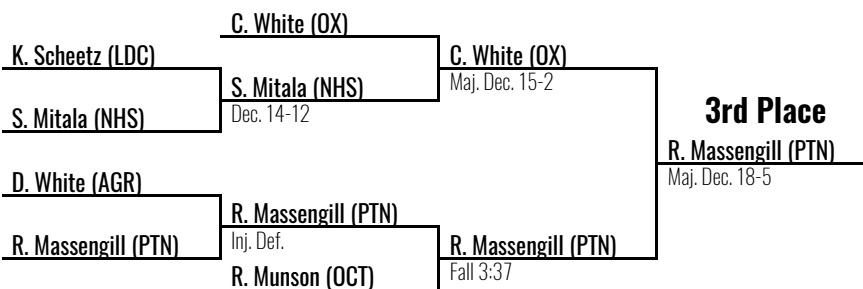 C. White (OX)
K. Scheetz (LDC)
C. White (OX)
S. Mitala (NHS)
Maj. Dec. 15-2
S. Mitala (NHS)
Dec. 14-12
3rd Place
R. Massengill (PTN)
D. White (AGR)
Maj. Dec. 18-5
R. Massengill (PTN)
R. Massengill (PTN)
Inj. Def.
R. Massengill (PTN)
R. Munson (OCT)
Fall 3:37